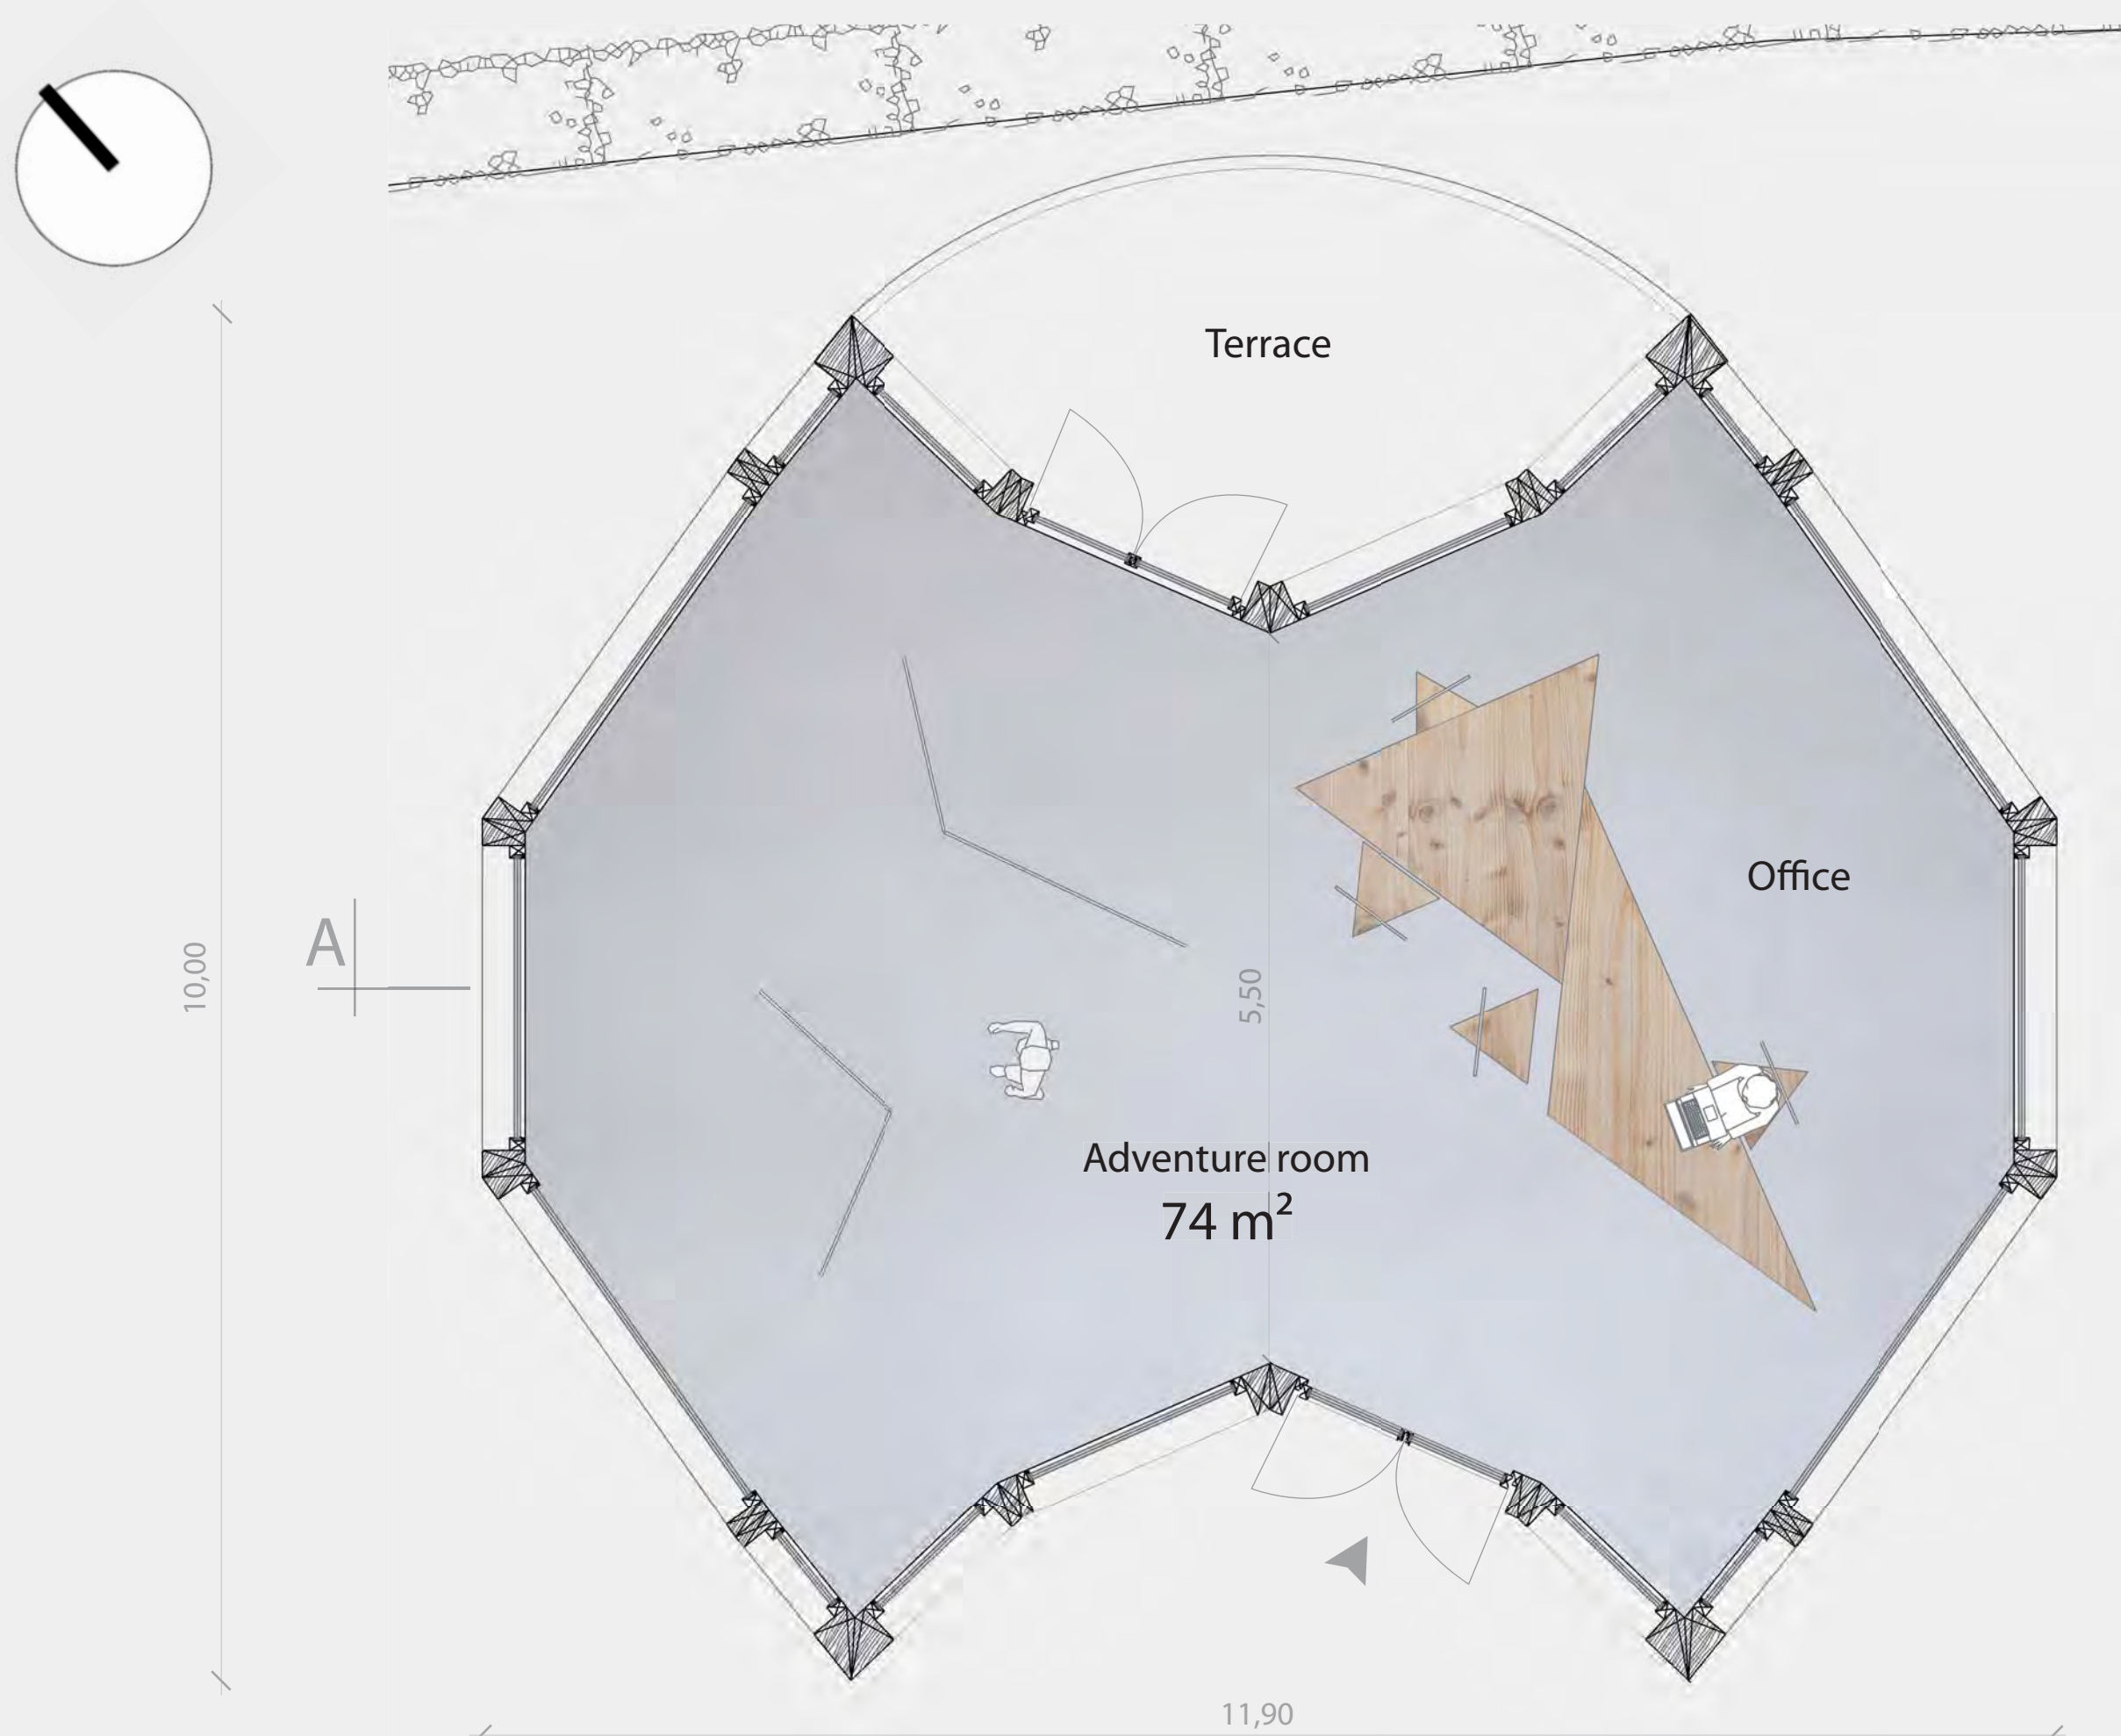 Terrace
Office
A
10,00
5,50
Adventure room
74 m²
11,90